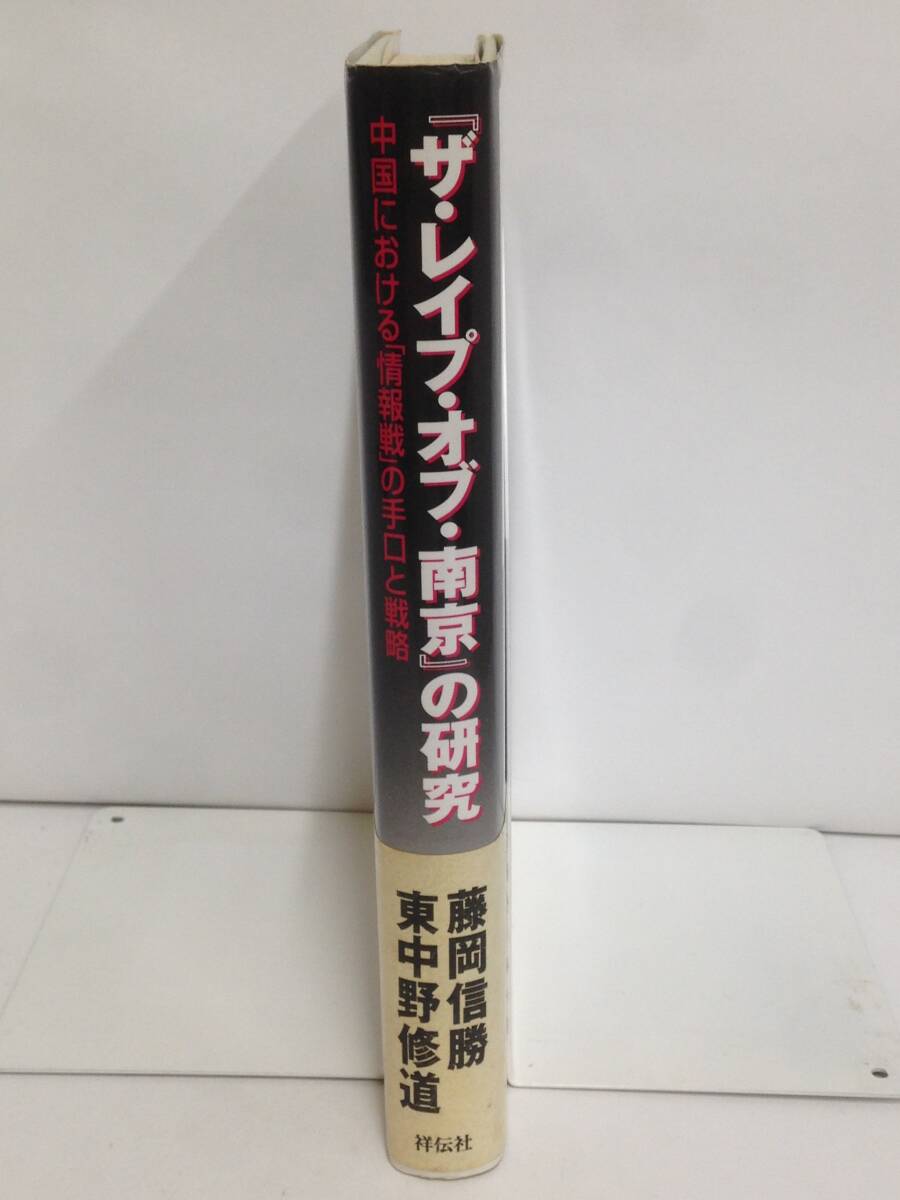 『ザ・レイプ・オブ・南京』の研究
中国における「情報戦」の手口と戦略
藤岡信勝
東中野修道
祥伝社